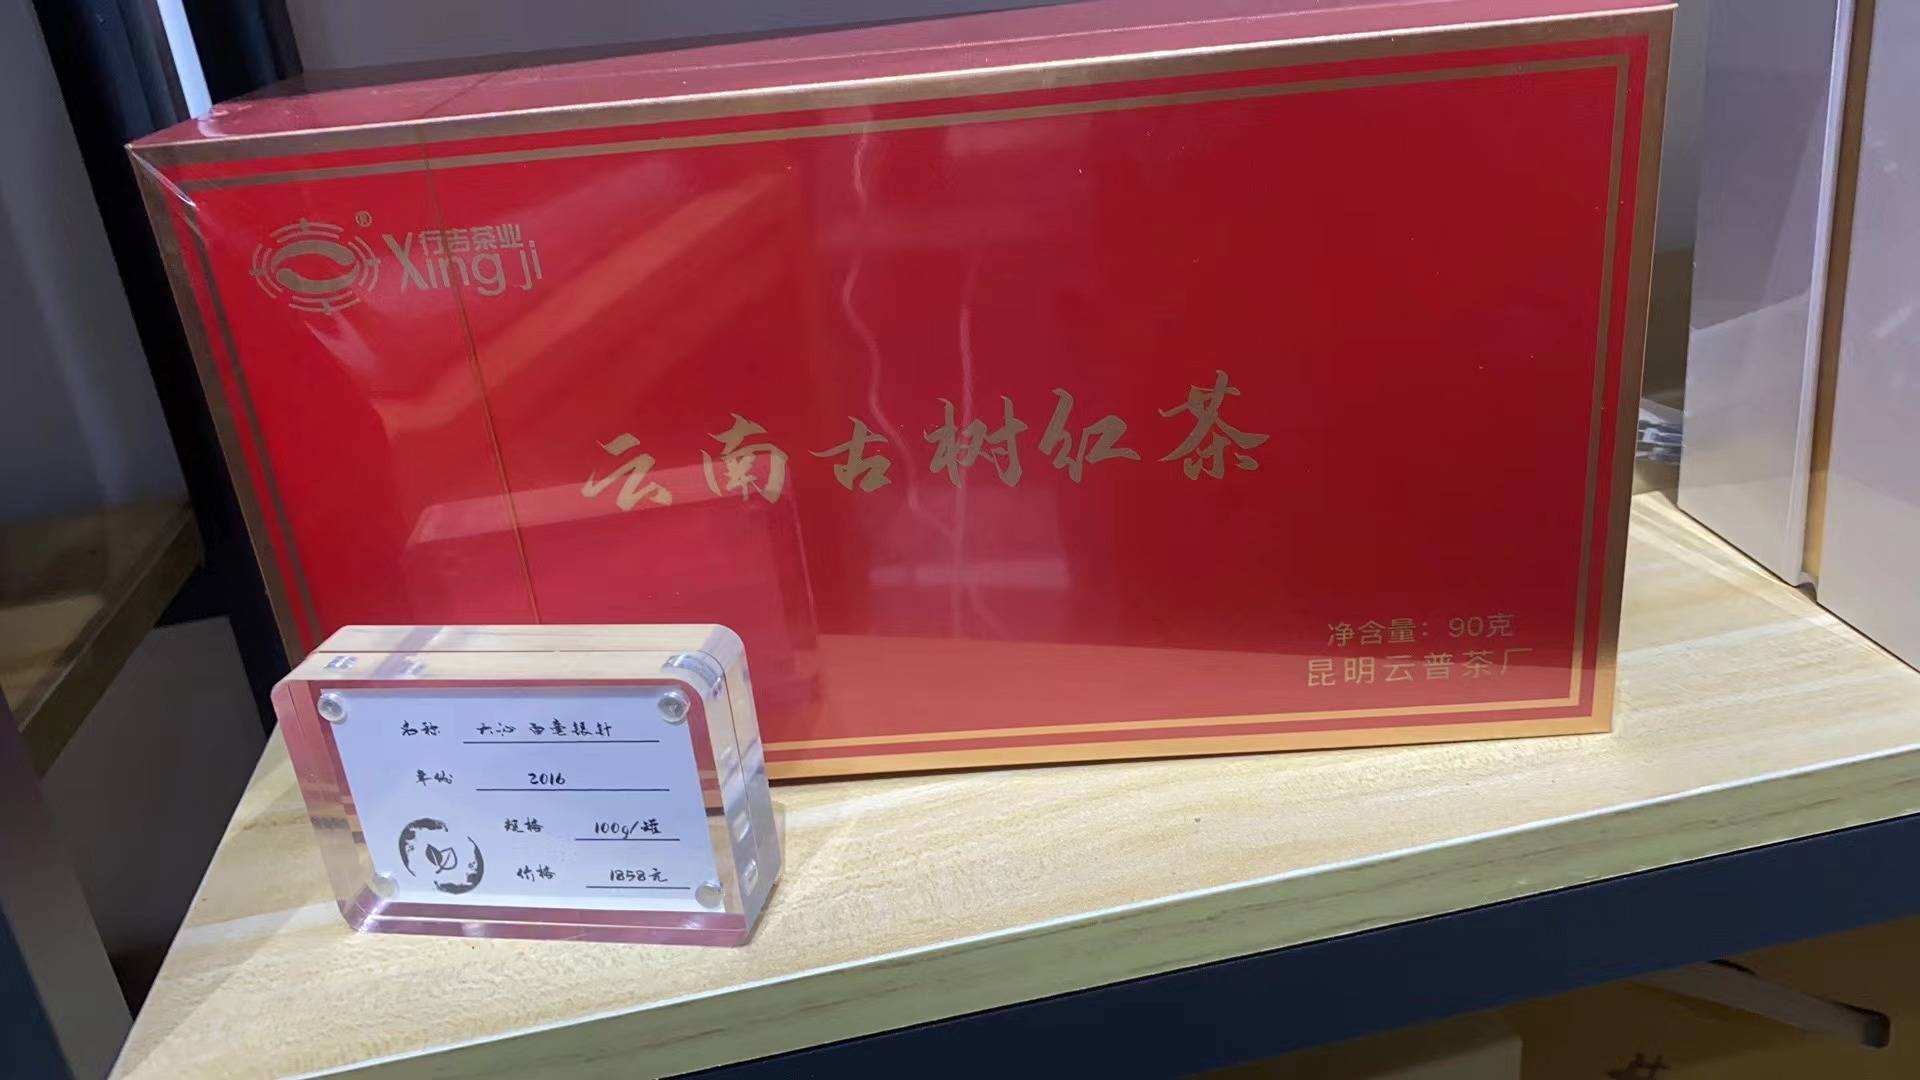 行吉茶业
Xing ji
云南古树红茶
净含量：90克
昆明云普茶厂
名称 大沁 白毫银针
年份 2016
规格 100g/罐
价格 1858元